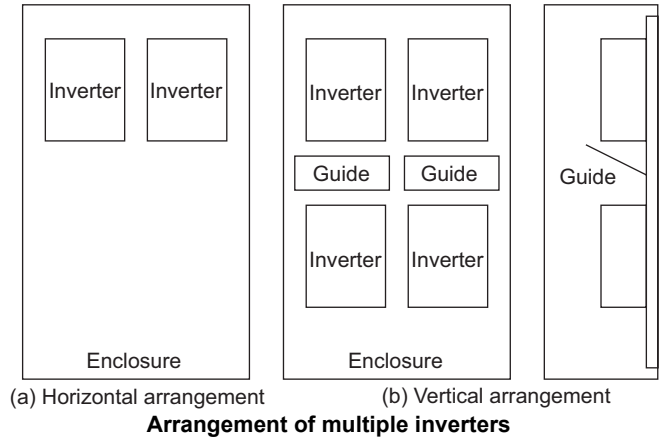 Inverter Inverter
Enclosure
(a) Horizontal arrangement
Inverter Inverter
Guide Guide
Inverter Inverter
Enclosure
Guide
(b) Vertical arrangement
Arrangement of multiple inverters